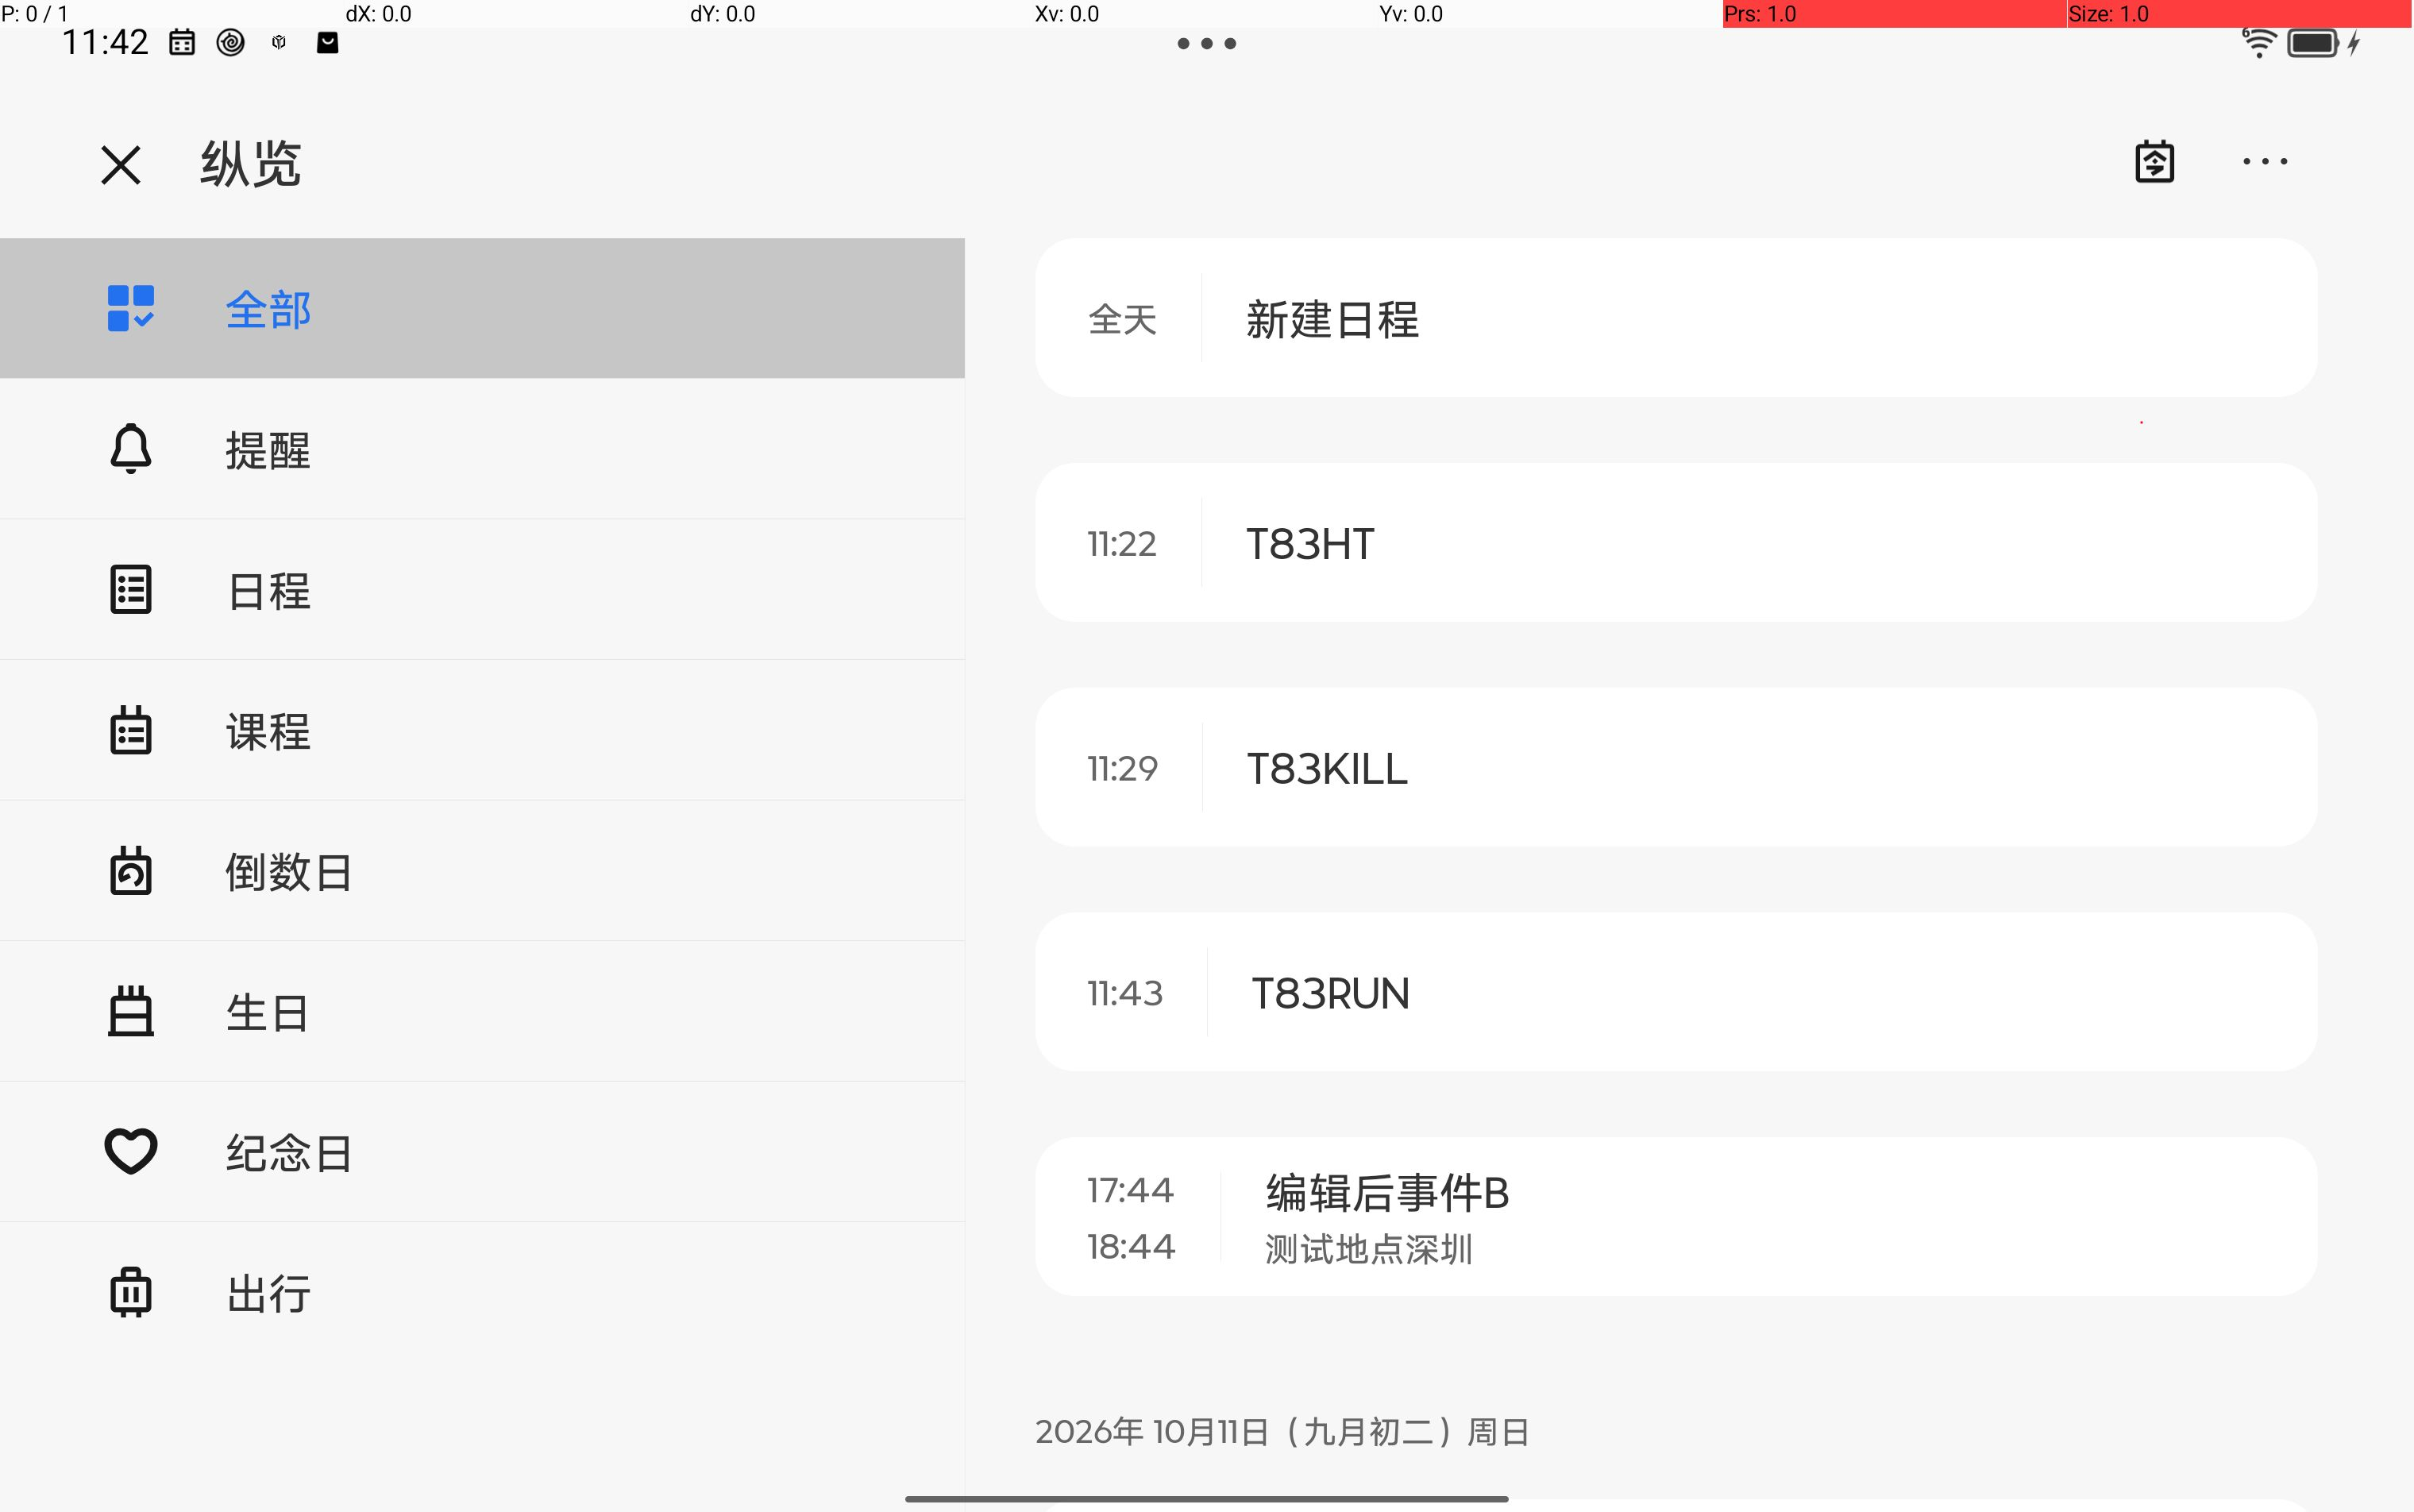 P: 0 / 1
dX: 0.0
dY: 0.0
Xv: 0.0
Yv: 0.0
Prs: 1.0
Size: 1.0
11:42
6
纵览
今
全部
提醒
日程
课程
倒数日
生日
纪念日
出行
全天
新建日程
11:22
T83HT
11:29
T83KILL
11:43
T83RUN
17:44
18:44
编辑后事件B
测试地点深圳
2026年 10月11日（九月初二）周日